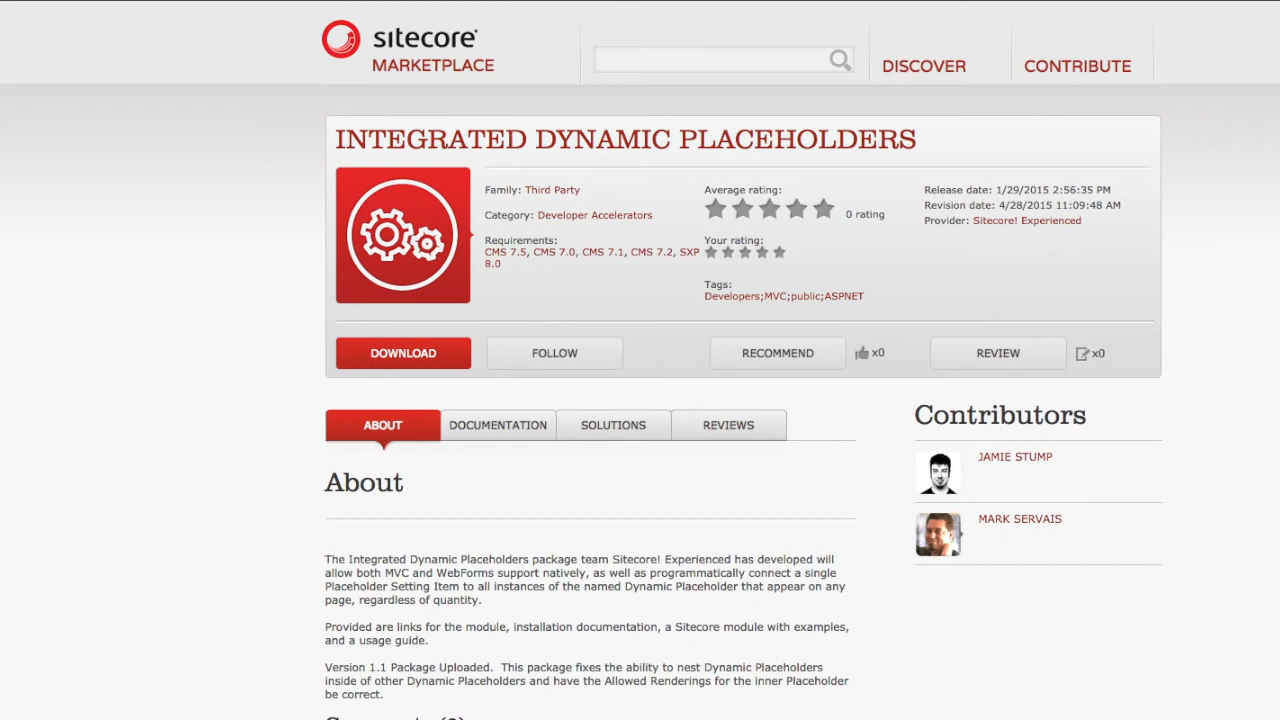 sitecore
MARKETPLACE
DISCOVER
CONTRIBUTE
INTEGRATED DYNAMIC PLACEHOLDERS
Family: Third Party
Category: Developer Accelerators
Requirements:
CMS 7.5, CMS 7.0, CMS 7.1, CMS 7.2, SXP
8.0
Average rating:
0 rating
Your rating:
Tags:
Developers;MVC;public;ASPNET
Release date: 1/29/2015 2:56:35 PM
Revision date: 4/28/2015 11:09:48 AM
Provider: Sitecore! Experienced
DOWNLOAD
FOLLOW
RECOMMEND
x0
REVIEW
x0
ABOUT
DOCUMENTATION
SOLUTIONS
REVIEWS
About
The Integrated Dynamic Placeholders package team Sitecore! Experienced has developed will
allow both MVC and WebForms support natively, as well as programmatically connect a single
Placeholder Setting Item to all instances of the named Dynamic Placeholder that appear on any
page, regardless of quantity.
Provided are links for the module, installation documentation, a Sitecore module with examples,
and a usage guide.
Version 1.1 Package Uploaded.  This package fixes the ability to nest Dynamic Placeholders
inside of other Dynamic Placeholders and have the Allowed Renderings for the inner Placeholder
be correct.
Contributors
JAMIE STUMP
MARK SERVAIS